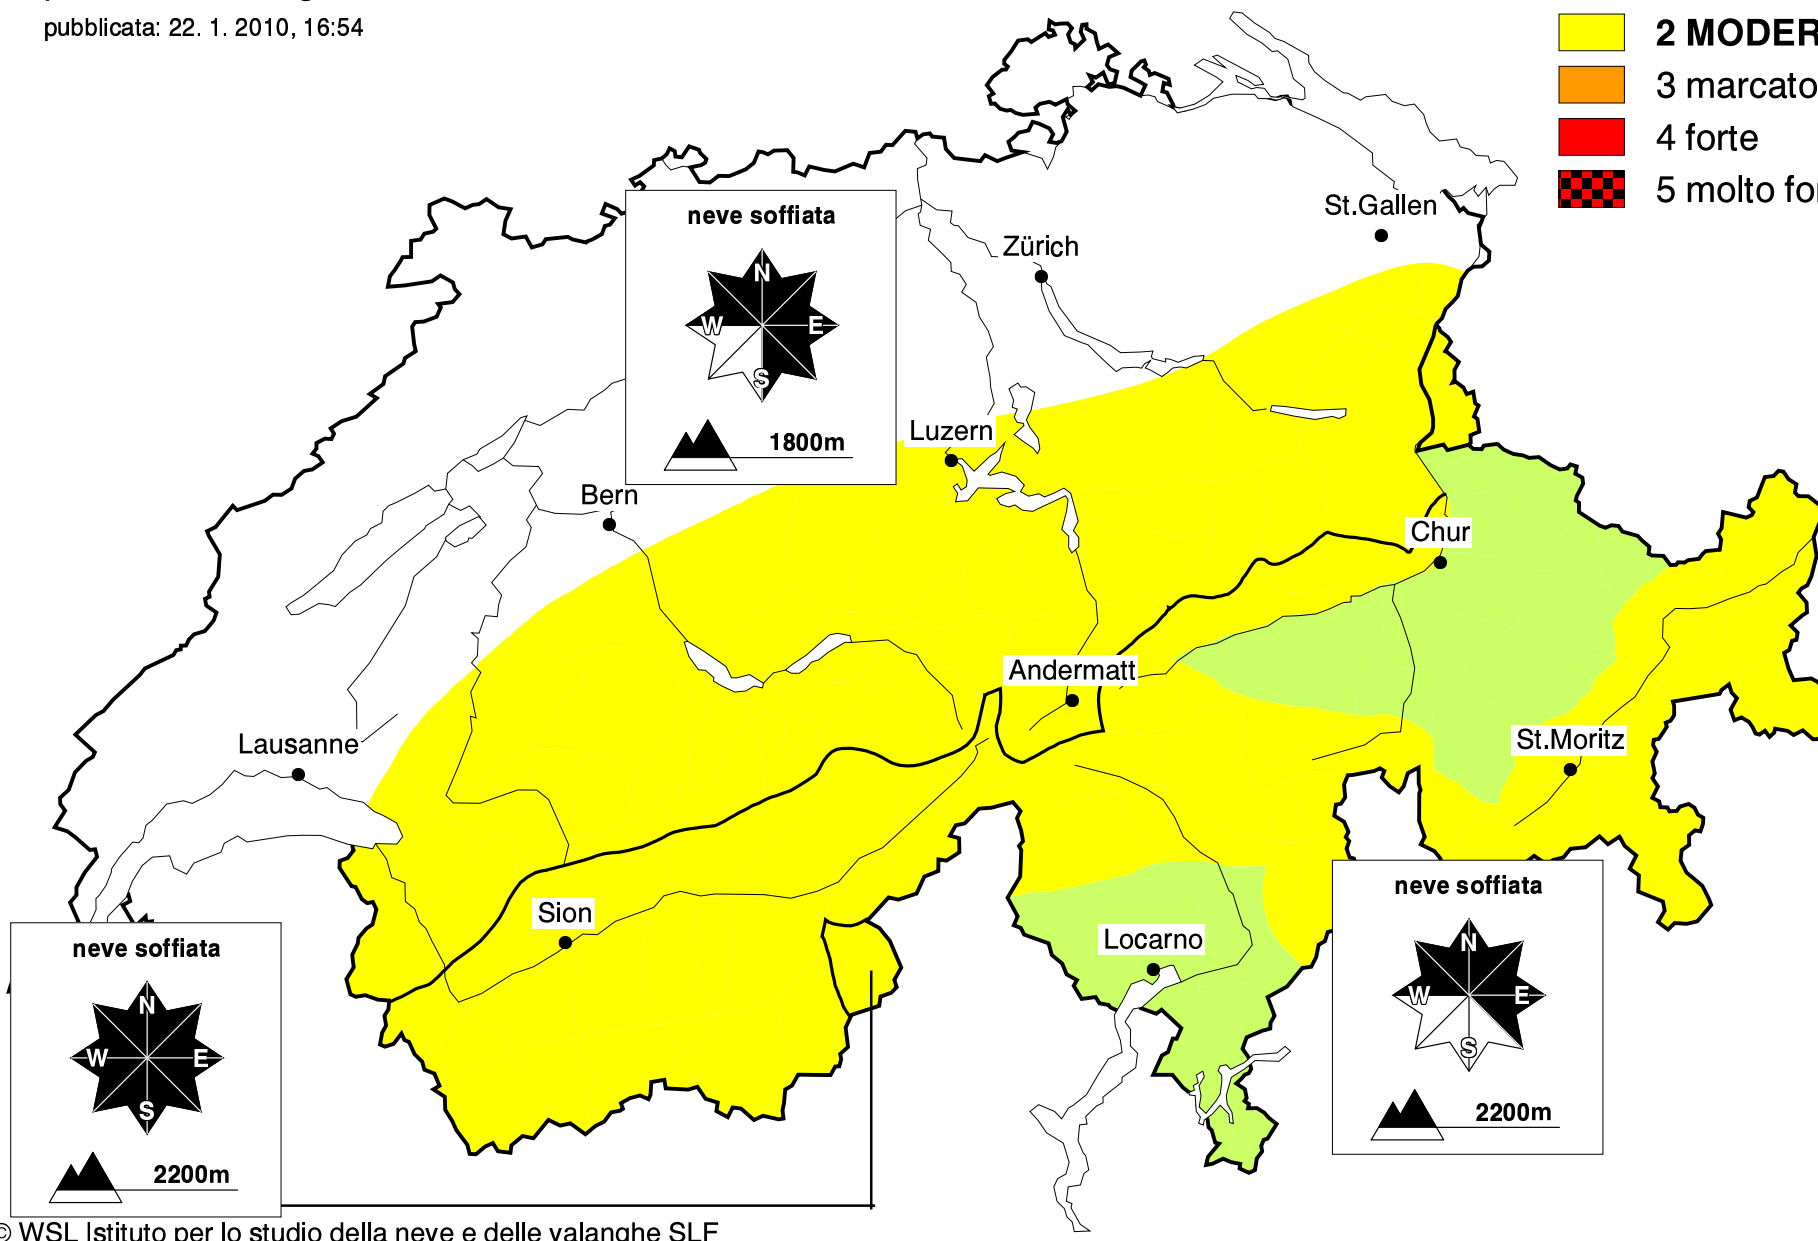 pubblicata: 22. 1. 2010, 16:54
2 MODER
3 marcato
4 forte
5 molto for
St.Gallen
Zürich
neve soffiata
N
W E
S
1800m
Luzern
Bern
Chur
Andermatt
St.Moritz
Lausanne
Sion
Locarno
neve soffiata
N
W E
S
2200m
neve soffiata
N
W E
S
2200m
© WSL Istituto per lo studio della neve e delle valanghe SLF